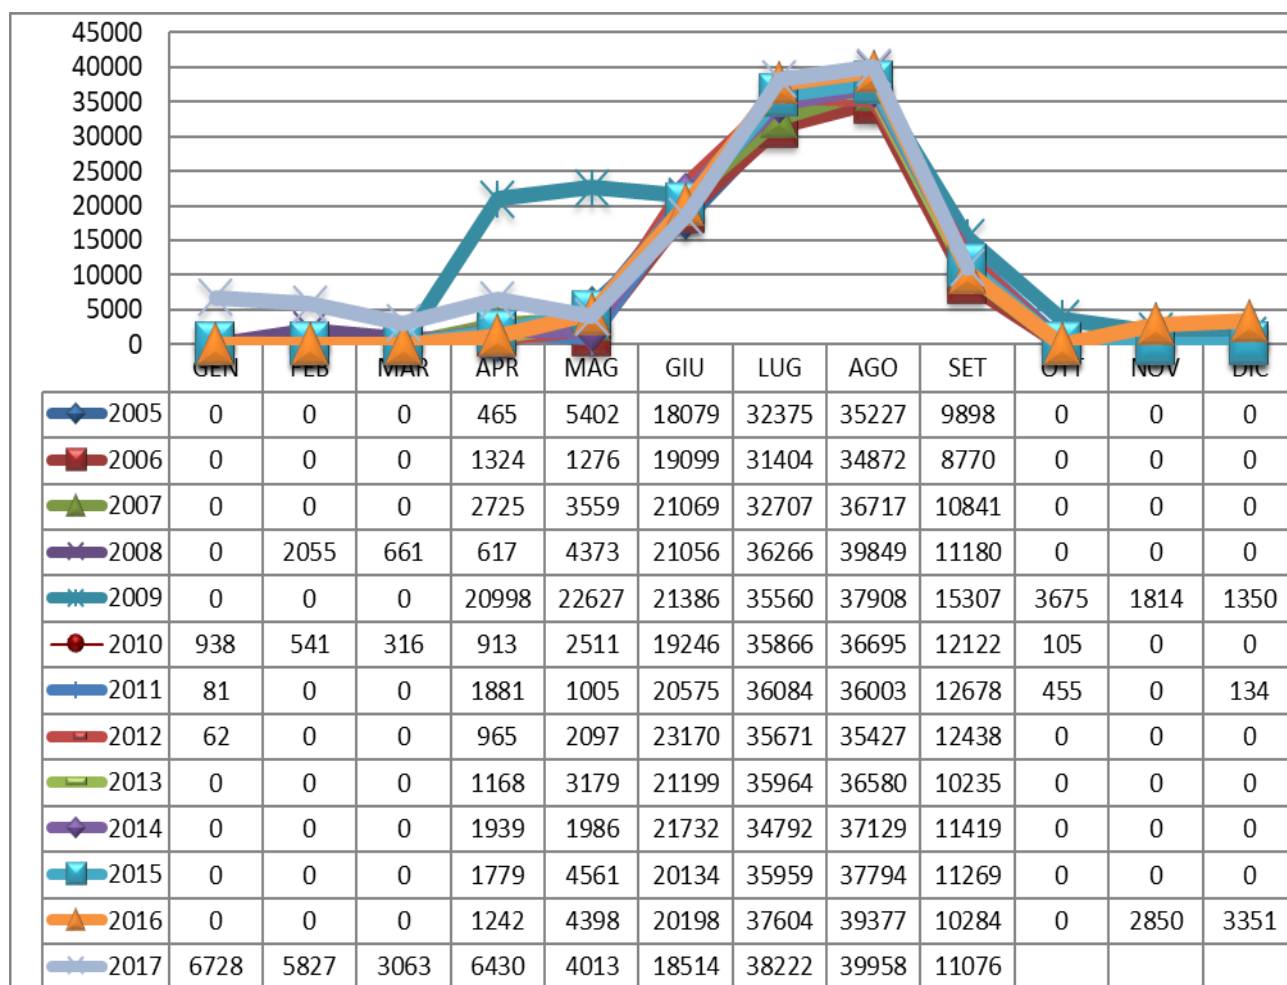 45000
40000
35000
30000
25000
20000
15000
10000
5000
0
GEN FEB MAR APR MAG GIU LUG AGO SET OTT NOV DIC
2005 0 0 0 465 5402 18079 32375 35227 9898 0 0 0
2006 0 0 0 1324 1276 19099 31404 34872 8770 0 0 0
2007 0 0 0 2725 3559 21069 32707 36717 10841 0 0 0
2008 0 2055 661 617 4373 21056 36266 39849 11180 0 0 0
2009 0 0 0 20998 22627 21386 35560 37908 15307 3675 1814 1350
2010 938 541 316 913 2511 19246 35866 36695 12122 105 0 0
2011 81 0 0 1881 1005 20575 36084 36003 12678 455 0 134
2012 62 0 0 965 2097 23170 35671 35427 12438 0 0 0
2013 0 0 0 1168 3179 21199 35964 36580 10235 0 0 0
2014 0 0 0 1939 1986 21732 34792 37129 11419 0 0 0
2015 0 0 0 1779 4561 20134 35959 37794 11269 0 0 0
2016 0 0 0 1242 4398 20198 37604 39377 10284 0 2850 3351
2017 6728 5827 3063 6430 4013 18514 38222 39958 11076